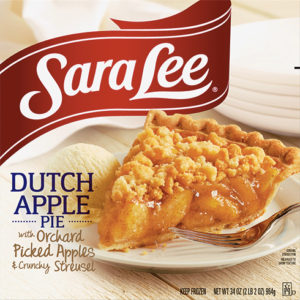 Sara Lee®
DUTCH
APPLE
PIE
with Orchard
Picked Apples
& Crunchy Streusel
KEEP FROZEN
NET WT 34 OZ (2 LB 2 OZ) 964g